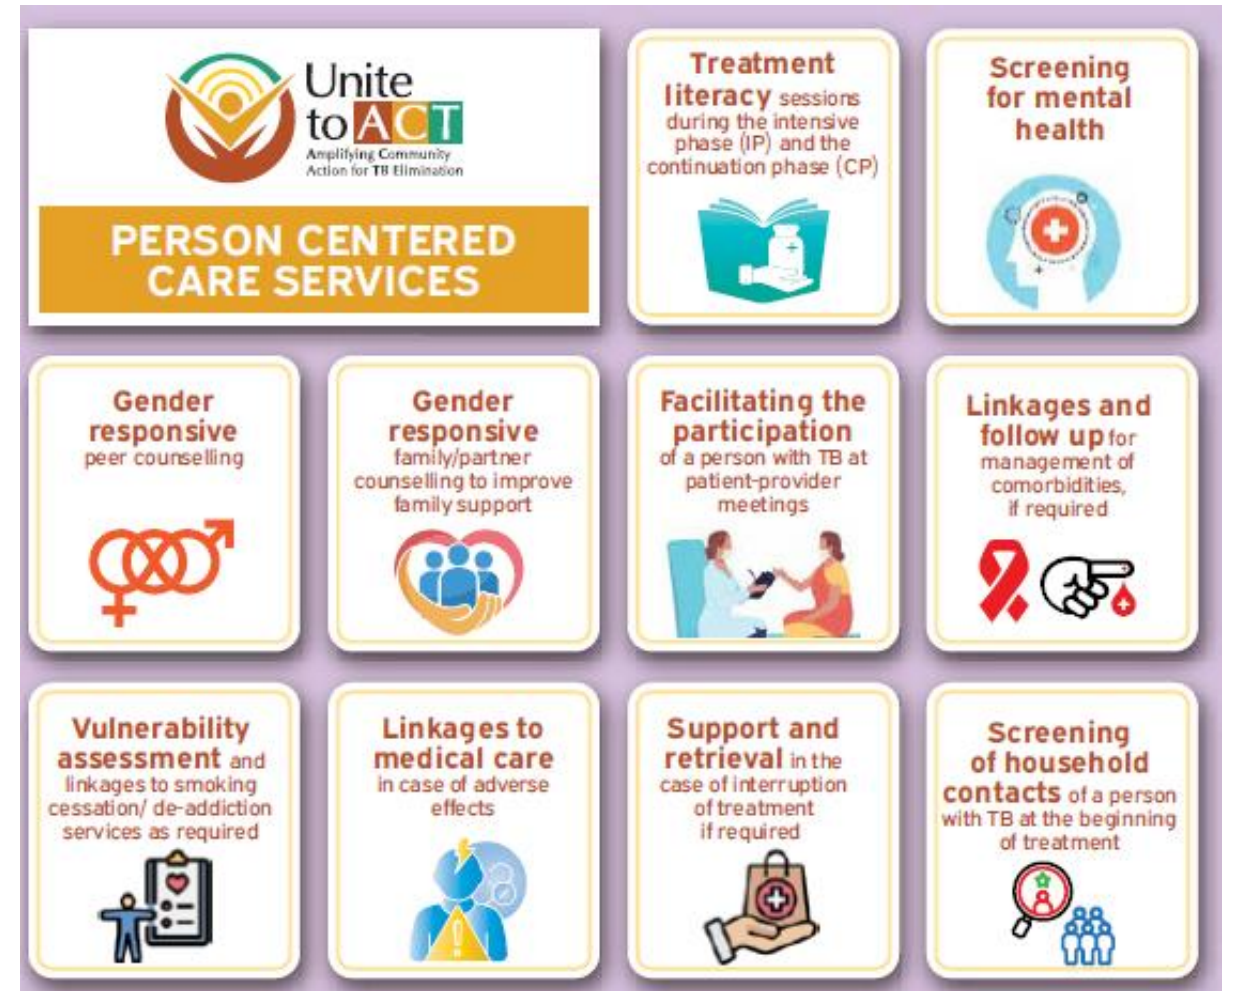 Unite
to ACT
Amplifying Community
Action for TB Elimination
PERSON CENTERED
CARE SERVICES
Treatment
literacy sessions
during the intensive
phase (IP) and the
continuation phase (CP)
Screening
for mental
health
Gender
responsive
peer counselling
Gender
responsive
family/partner
counselling to improve
family support
Facilitating the
participation
of a person with TB at
patient-provider
meetings
Linkages and
follow up for
management of
comorbidities,
if required
Vulnerability
assessment and
linkages to smoking
cessation/ de-addiction
services as required
Linkages to
medical care
in case of adverse
effects
Support and
retrieval in the
case of interruption
of treatment
if required
Screening
of household
contacts of a person
with TB at the beginning
of treatment